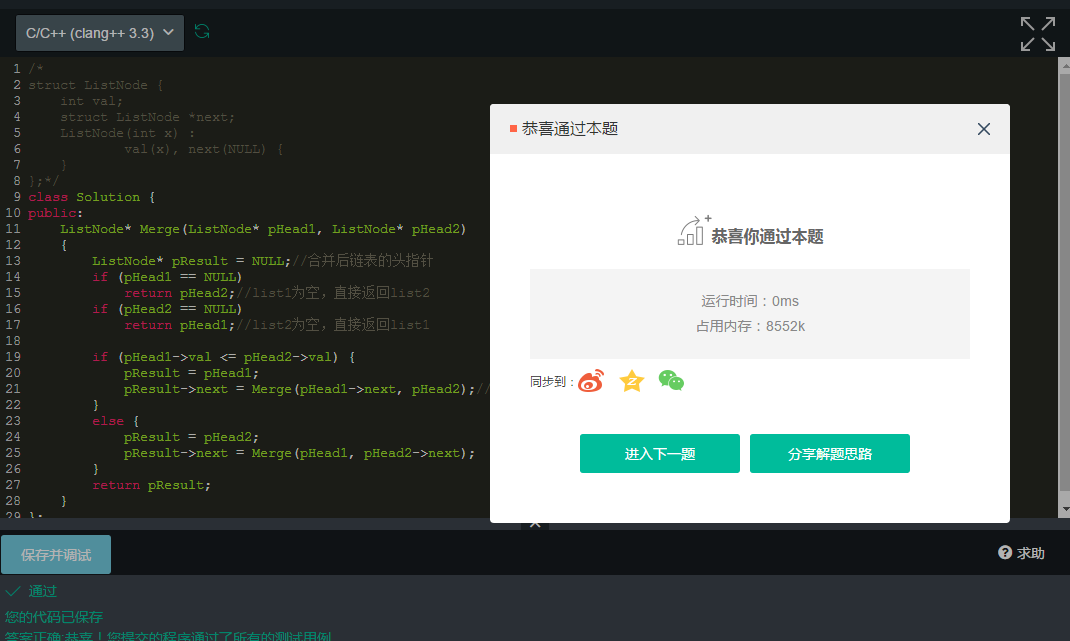 C/C++ (clang++ 3.3)
1 /*
2 struct ListNode {
3 int val;
4 struct ListNode *next;
5 ListNode(int x) :
6 val(x), next(NULL) {
7 }
8 };*/
9 class Solution {
10 public:
11 ListNode* Merge(ListNode* pHead1, ListNode* pHead2)
12 {
13 ListNode* pResult = NULL;//合并后链表的头指针
14 if (pHead1 == NULL)
15 return pHead2;//list1为空，直接返回list2
16 if (pHead2 == NULL)
17 return pHead1;//list2为空，直接返回list1
18
19 if (pHead1->val <= pHead2->val) {
20 pResult = pHead1;
21 pResult->next = Merge(pHead1->next, pHead2);//
22 }
23 else {
24 pResult = pHead2;
25 pResult->next = Merge(pHead1, pHead2->next);
26 }
27 return pResult;
28 }
29 };
恭喜通过本题
恭喜你通过本题
运行时间：0ms
占用内存：8552k
同步到：
进入下一题 分享解题思路
保存并调试
求助
通过
您的代码已保存
答案正确:恭喜！您提交的程序通过了所有的测试用例